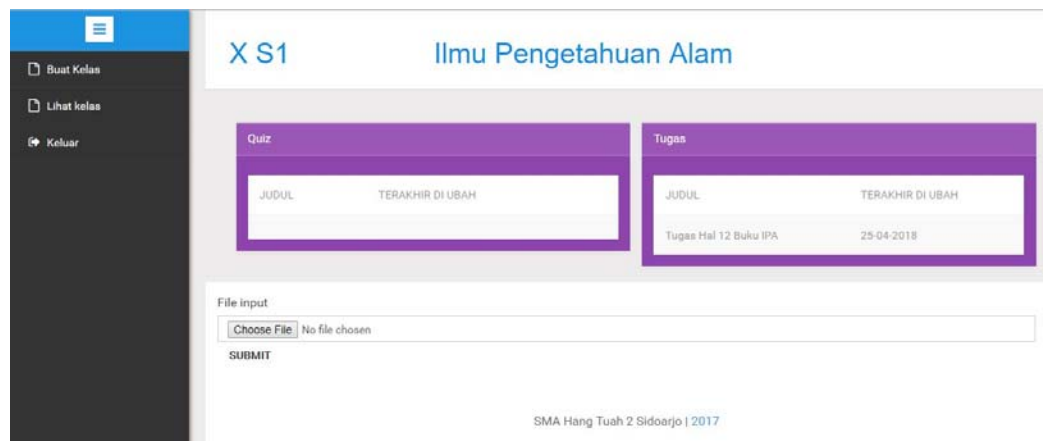 Buat Kelas
Lihat kelas
Keluar
X S1 Ilmu Pengetahuan Alam
Quiz
JUDUL TERAKHIR DI UBAH
Tugas
JUDUL TERAKHIR DI UBAH
Tugas Hal 12 Buku IPA 25-04-2018
File input
Choose File No file chosen
SUBMIT
SMA Hang Tuah 2 Sidoarjo | 2017